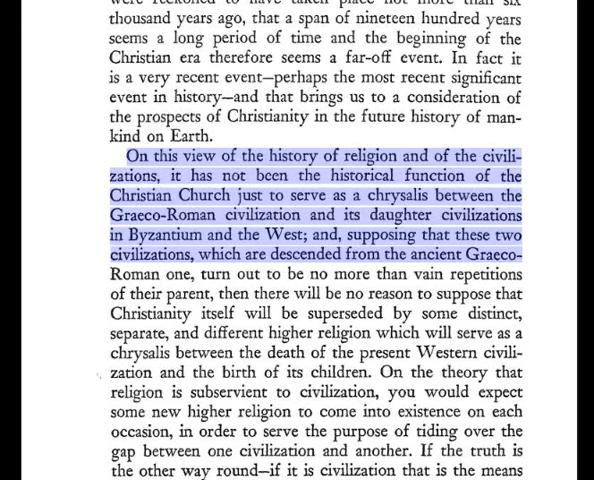 were reckoned to have taken place not more than six
thousand years ago, that a span of nineteen hundred years
seems a long period of time and the beginning of the
Christian era therefore seems a far-off event. In fact it
is a very recent event—perhaps the most recent significant
event in history—and that brings us to a consideration of
the prospects of Christianity in the future history of man-
kind on Earth.
On this view of the history of religion and of the civili-
zations, it has not been the historical function of the
Christian Church just to serve as a chrysalis between the
Graeco-Roman civilization and its daughter civilizations
in Byzantium and the West; and, supposing that these two
civilizations, which are descended from the ancient Graeco-
Roman one, turn out to be no more than vain repetitions
of their parent, then there will be no reason to suppose that
Christianity itself will be superseded by some distinct,
separate, and different higher religion which will serve as a
chrysalis between the death of the present Western civili-
zation and the birth of its children. On the theory that
religion is subservient to civilization, you would expect
some new higher religion to come into existence on each
occasion, in order to serve the purpose of tiding over the
gap between one civilization and another. If the truth is
the other way round—if it is civilization that is the means